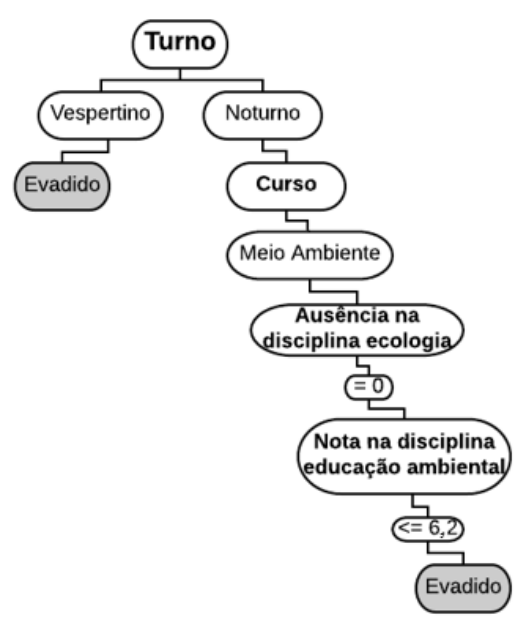 Turno
Vespertino
Noturno
Evadido
Curso
Meio Ambiente
Ausência na
disciplina ecologia
= 0
Nota na disciplina
educação ambiental
<= 6,2
Evadido